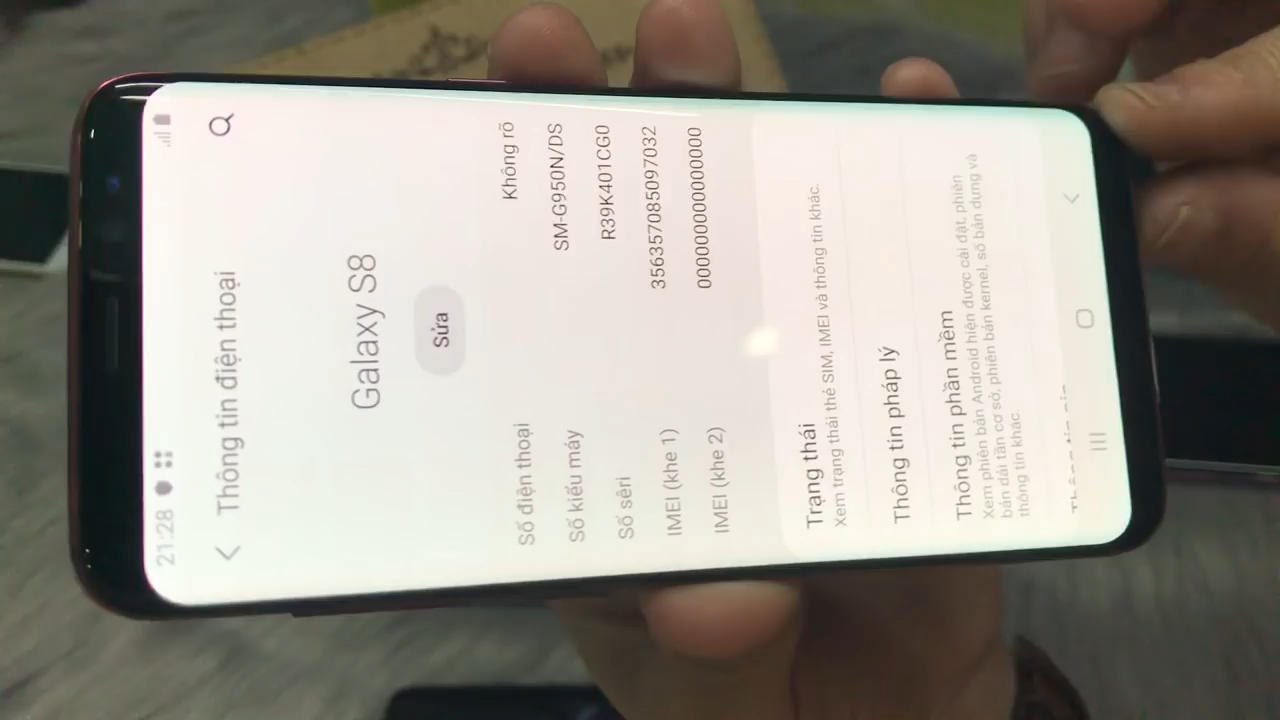 21:28
Thông tin điện thoại
Galaxy S8
Sửa
Số điện thoại Không rõ
Số kiểu máy SM-G950N/DS
Số sêri R39K401CG0
IMEI (khe 1) 356357085097032
IMEI (khe 2) 000000000000000
Trạng thái
Xem trạng thái thẻ SIM, IMEI và thông tin khác.
Thông tin pháp lý
Thông tin phần mềm
Xem phiên bản Android hiện được cài đặt, phiên
bản dải tần cơ sở, phiên bản kernel, số bản dựng và
thông tin khác.